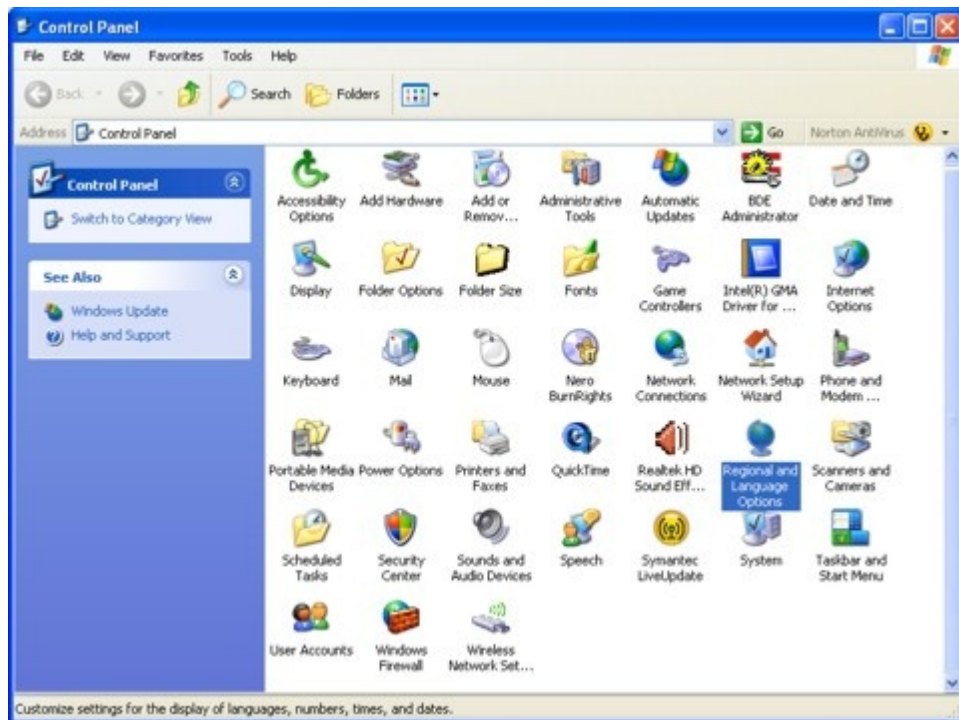 Control Panel
File Edit View Favorites Tools Help
Back Search Folders
Address Control Panel Go Norton AntiVirus
Control Panel
Switch to Category View
See Also
Windows Update
Help and Support
Accessibility Options
Add Hardware
Add or Remov...
Administrative Tools
Automatic Updates
BDE Administrator
Date and Time
Display
Folder Options
Folder Size
Fonts
Game Controllers
Intel(R) GMA Driver for ...
Internet Options
Keyboard
Mail
Mouse
Nero BurnRights
Network Connections
Network Setup Wizard
Phone and Modem ...
Portable Media Devices
Power Options
Printers and Faxes
QuickTime
Realtek HD Sound Eff...
Regional and Language Options
Scanners and Cameras
Scheduled Tasks
Security Center
Sounds and Audio Devices
Speech
Symantec LiveUpdate
System
Taskbar and Start Menu
User Accounts
Windows Firewall
Wireless Network Set...
Customize settings for the display of languages, numbers, times, and dates.